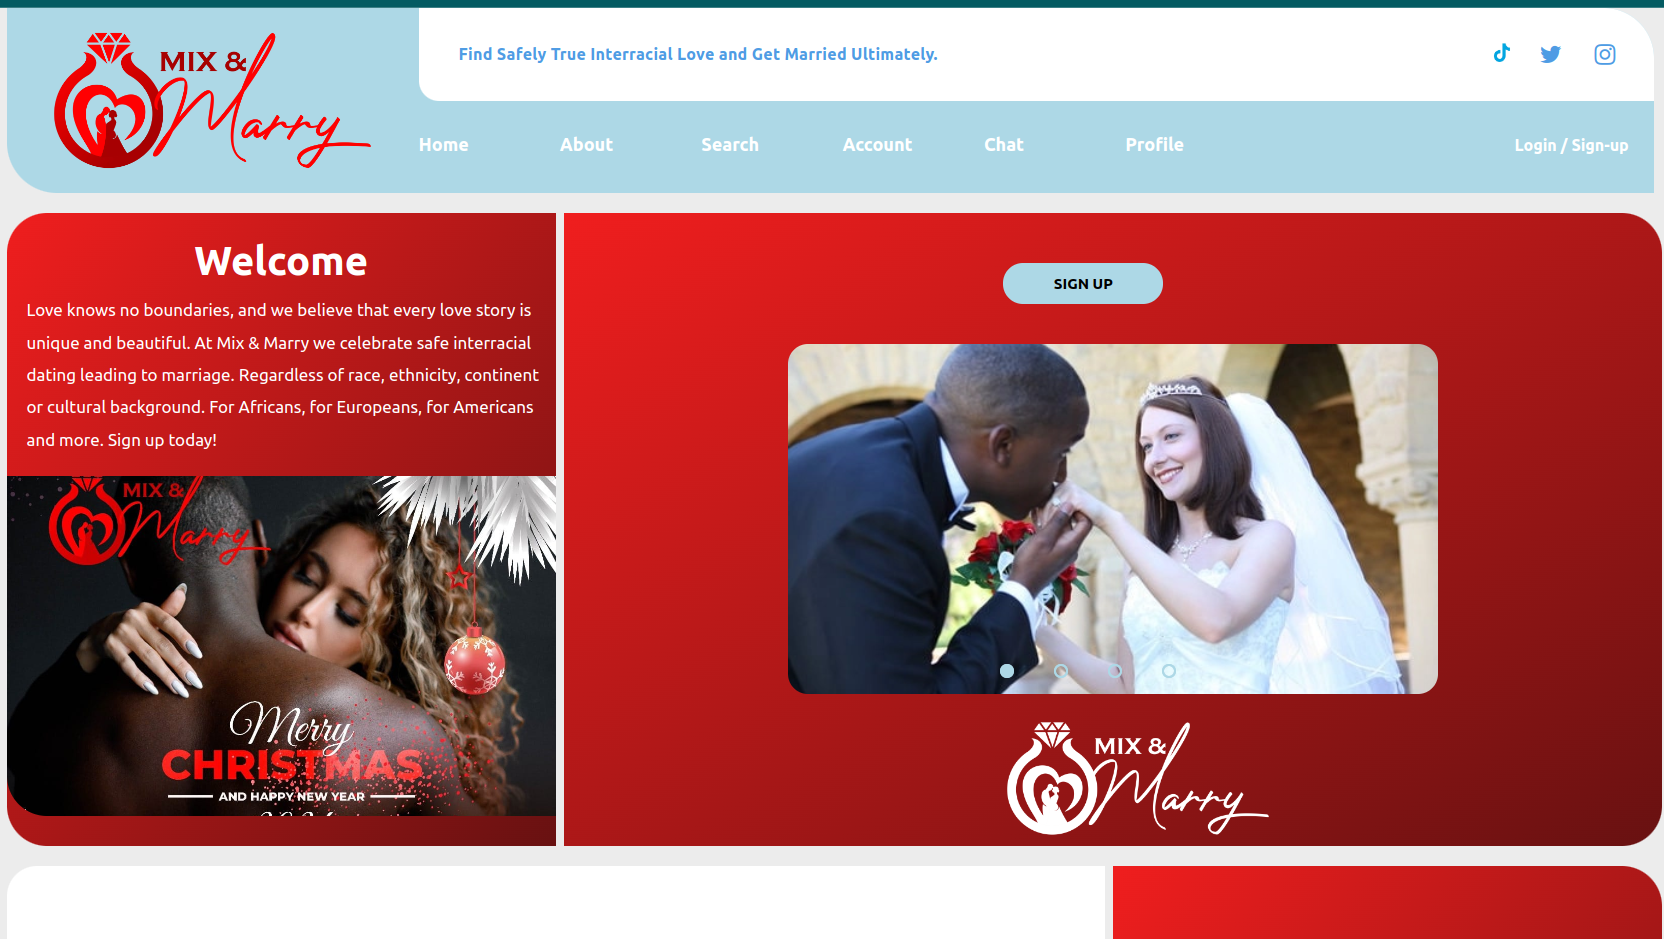 MIX &
Marry
Find Safely True Interracial Love and Get Married Ultimately.
Home
About
Search
Account
Chat
Profile
Login / Sign-up
Welcome
Love knows no boundaries, and we believe that every love story is
unique and beautiful. At Mix & Marry we celebrate safe interracial
dating leading to marriage. Regardless of race, ethnicity, continent
or cultural background. For Africans, for Europeans, for Americans
and more. Sign up today!
MIX &
Marry
Merry
CHRISTMAS
AND HAPPY NEW YEAR
SIGN UP
MIX &
Marry